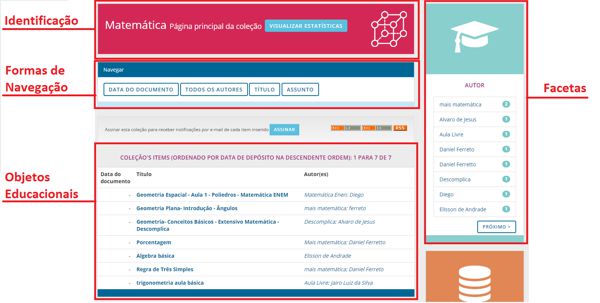 Identificação
Matemática Página principal da coleção VISUALIZAR ESTATÍSTICAS
Formas de
Navegação
Navegar
DATA DO DOCUMENTO TODOS OS AUTORES TÍTULO ASSUNTO
Assinar esta coleção para receber notificações por e-mail de cada item inserido ASSINAR
RSS
Objetos
Educacionais
COLEÇÃO'S ITEMS (ORDENADO POR DATA DE DEPÓSITO NA DESCENDENTE ORDEM): 1 PARA 7 DE 7
Data do
documento
Título
Autor(es)
- Geometria Espacial - Aula 1 - Poliedros - Matemática ENEM Matemática Eneri: Diego
- Geometria Plana- Introdução - Ângulos mais matemática; ferreto
- Geometria- Conceitos Básicos - Extensivo Matemática -
Descomplica
Descomplica; Alvaro de Jesus
- Porcentagem Mais matemática; Daniel Ferretto
- Algebra básica Elisson de Andrade
- Regra de Três Simples mais matemática; Daniel Ferreto
- trigonometria aula básica Aula Livre; Jairo Luiz da Silva
Facetas
AUTOR
mais matemática 2
Alvaro de Jesus 1
Aula Livre 1
Daniel Ferreto 1
Daniel Ferretto 1
Descomplica 1
Diego 1
Elisson de Andrade 1
PRÓXIMO >